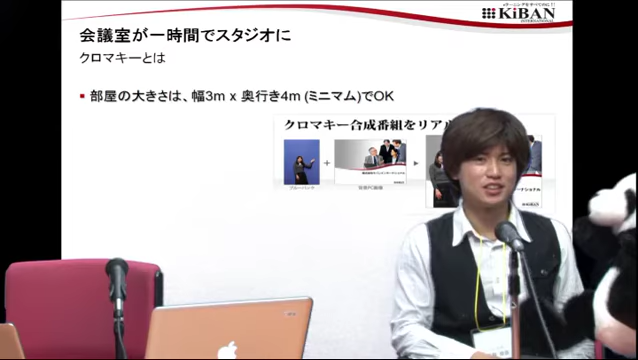 KiBAN
INTERNATIONAL
会議室が一時間でスタジオに
クロマキーとは
部屋の大きさは、幅3m x 奥行き4m (ミニマム)でOK
クロマキー合成番組をリアル